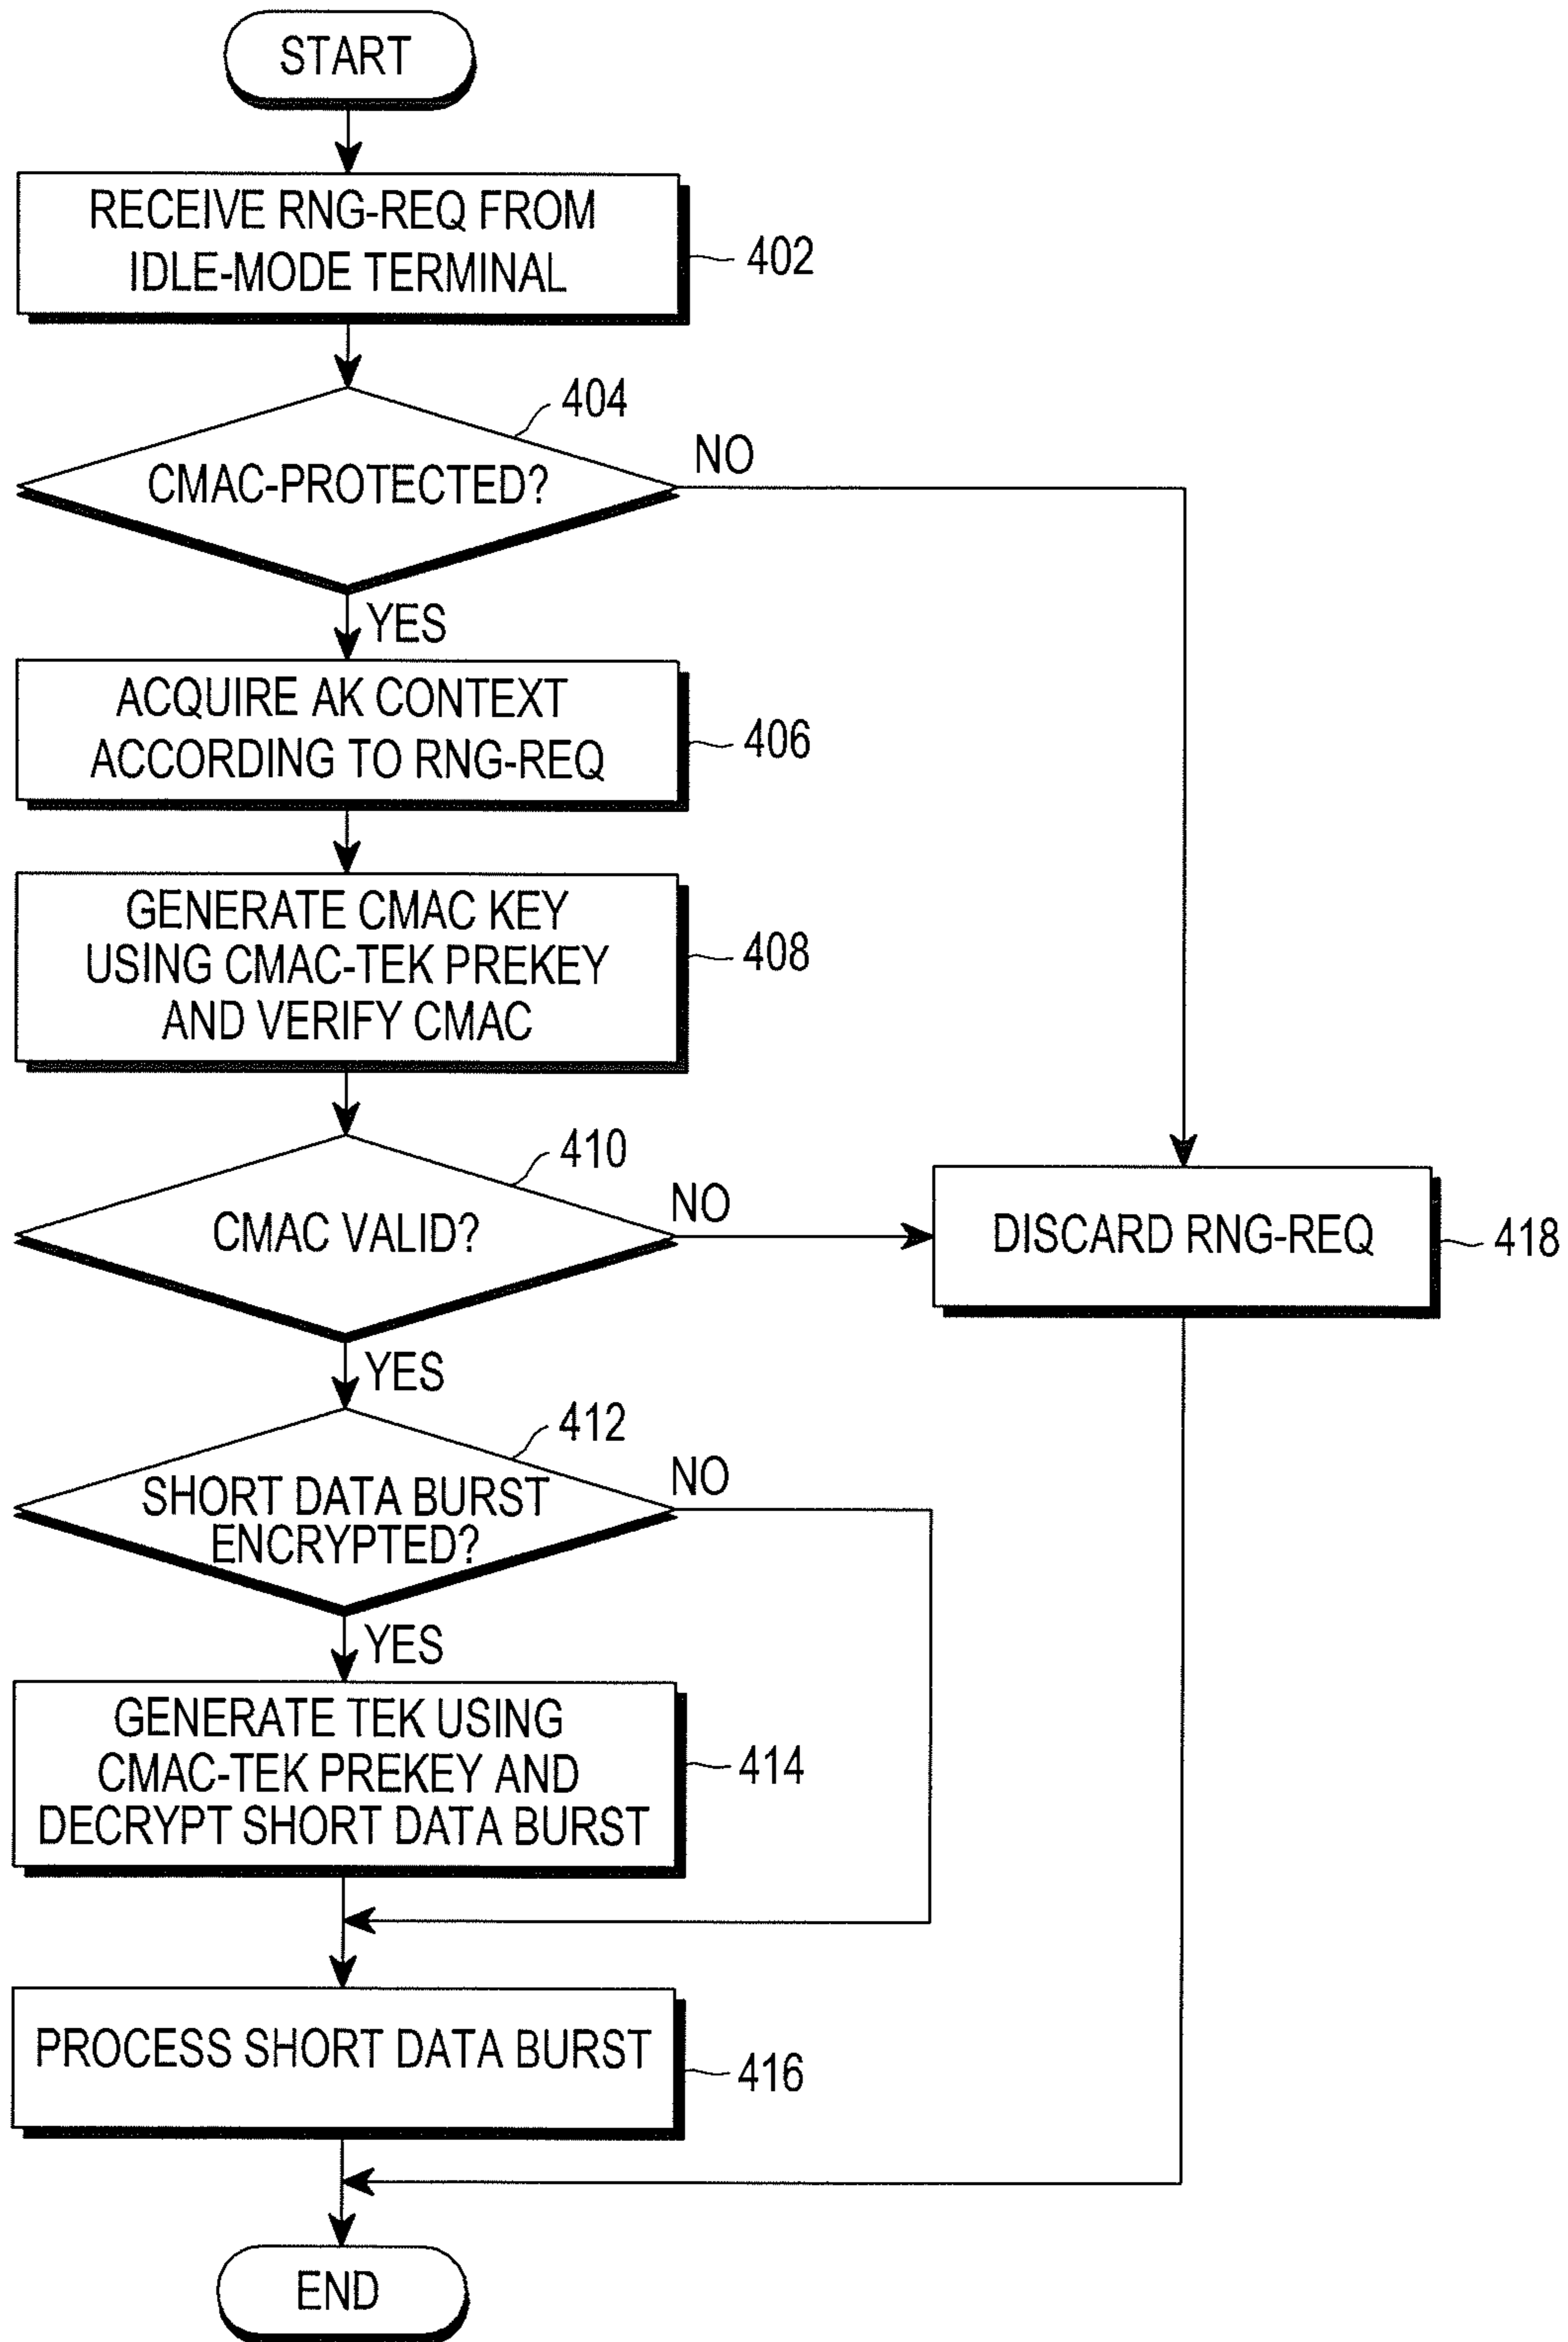 START
RECEIVE RNG-REQ FROM
IDLE-MODE TERMINAL
402
404
CMAC-PROTECTED?
NO
YES
ACQUIRE AK CONTEXT
ACCORDING TO RNG-REQ
406
GENERATE CMAC KEY
USING CMAC-TEK PREKEY
AND VERIFY CMAC
408
410
CMAC VALID?
NO
DISCARD RNG-REQ
418
YES
412
SHORT DATA BURST
ENCRYPTED?
NO
YES
GENERATE TEK USING
CMAC-TEK PREKEY AND
DECRYPT SHORT DATA BURST
414
PROCESS SHORT DATA BURST
416
END